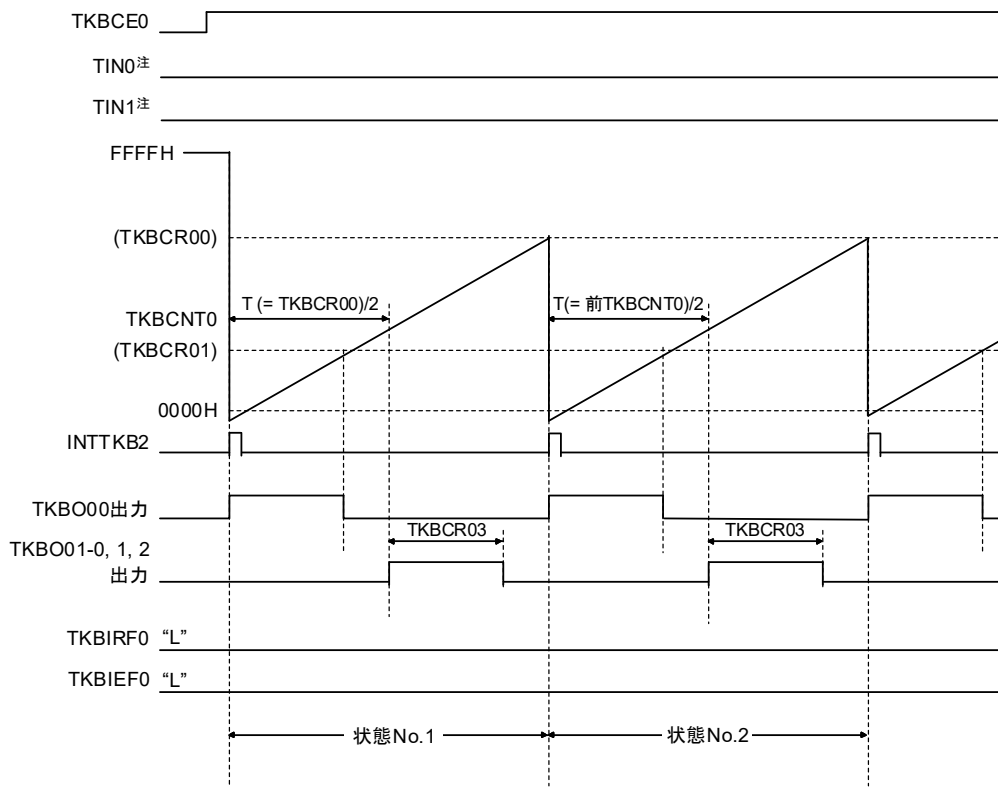 TKBCE0
TIN0注
TIN1注
FFFFH
(TKBCR00)
T (= TKBCR00)/2
T(= 前TKBCNT0)/2
TKBCNT0
(TKBCR01)
0000H
INTTKB2
TKBO00出力
TKBCR03
TKBCR03
TKBO01-0, 1, 2
出力
TKBIRF0 “L”
TKBIEF0 “L”
状態No.1
状態No.2